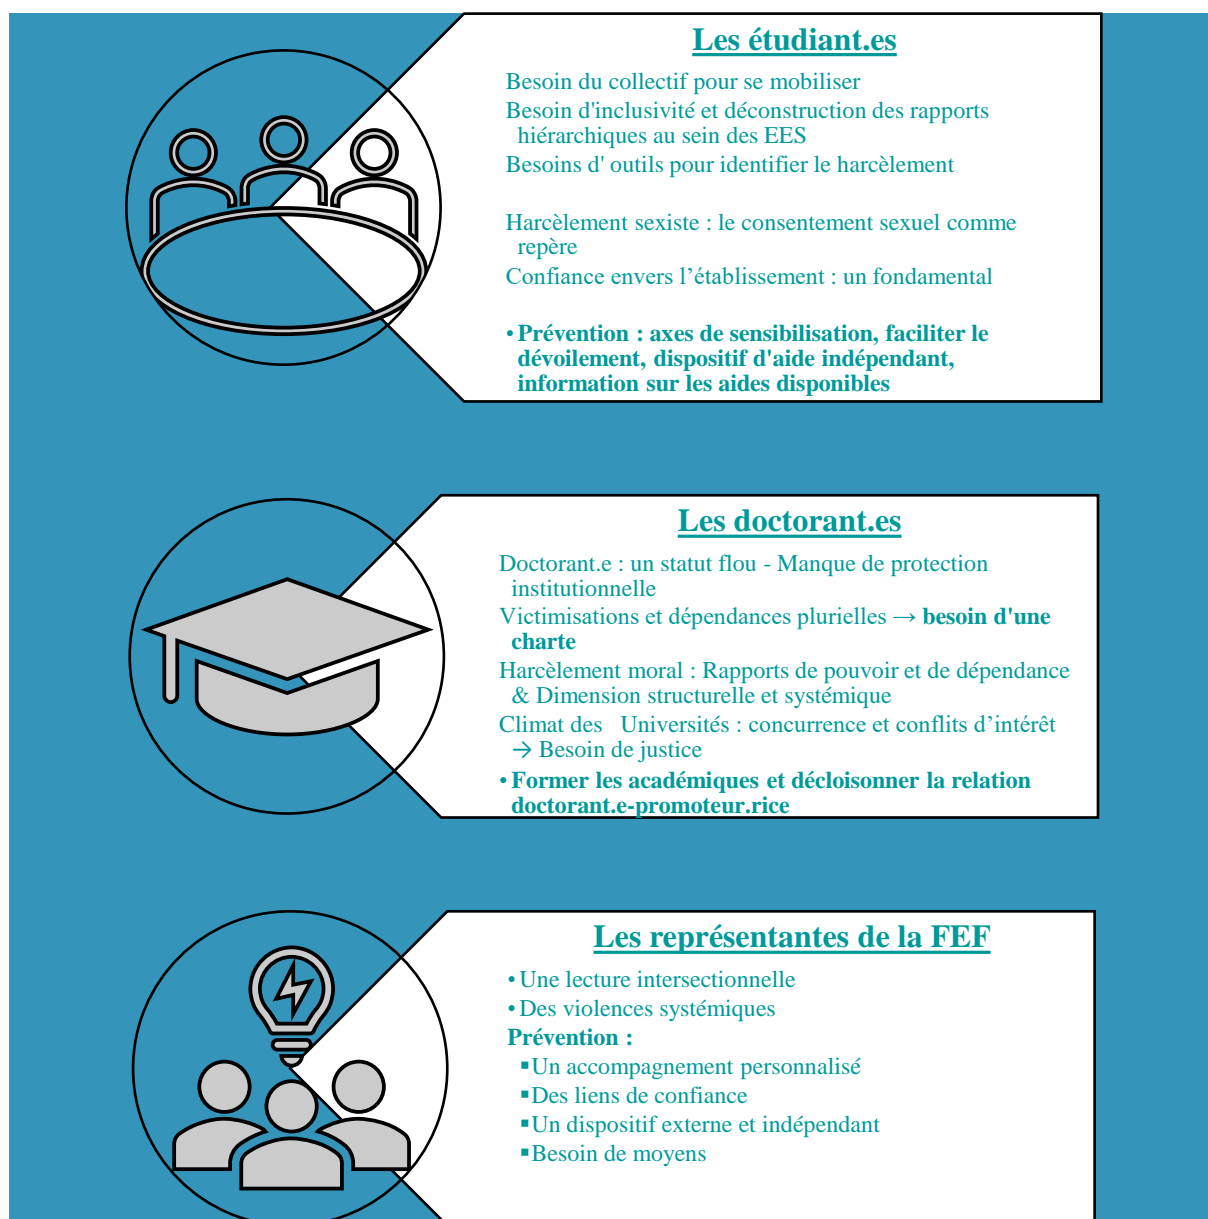 Les étudiant.es
Besoin du collectif pour se mobiliser
Besoin d'inclusivité et déconstruction des rapports
hiérarchiques au sein des EES
Besoins d' outils pour identifier le harcèlement
Harcèlement sexiste : le consentement sexuel comme
repère
Confiance envers l’établissement : un fondamental
• Prévention : axes de sensibilisation, faciliter le
dévoilement, dispositif d'aide indépendant,
information sur les aides disponibles
Les doctorant.es
Doctorant.e : un statut flou - Manque de protection
institutionnelle
Victimisations et dépendances plurielles → besoin d'une
charte
Harcèlement moral : Rapports de pouvoir et de dépendance
& Dimension structurelle et systémique
Climat des Universités : concurrence et conflits d’intérêt
→ Besoin de justice
• Former les académiques et décloisonner la relation
doctorant.e-promoteur.rice
Les représentantes de la FEF
• Une lecture intersectionnelle
• Des violences systémiques
Prévention :
▪ Un accompagnement personnalisé
▪ Des liens de confiance
▪ Un dispositif externe et indépendant
▪ Besoin de moyens